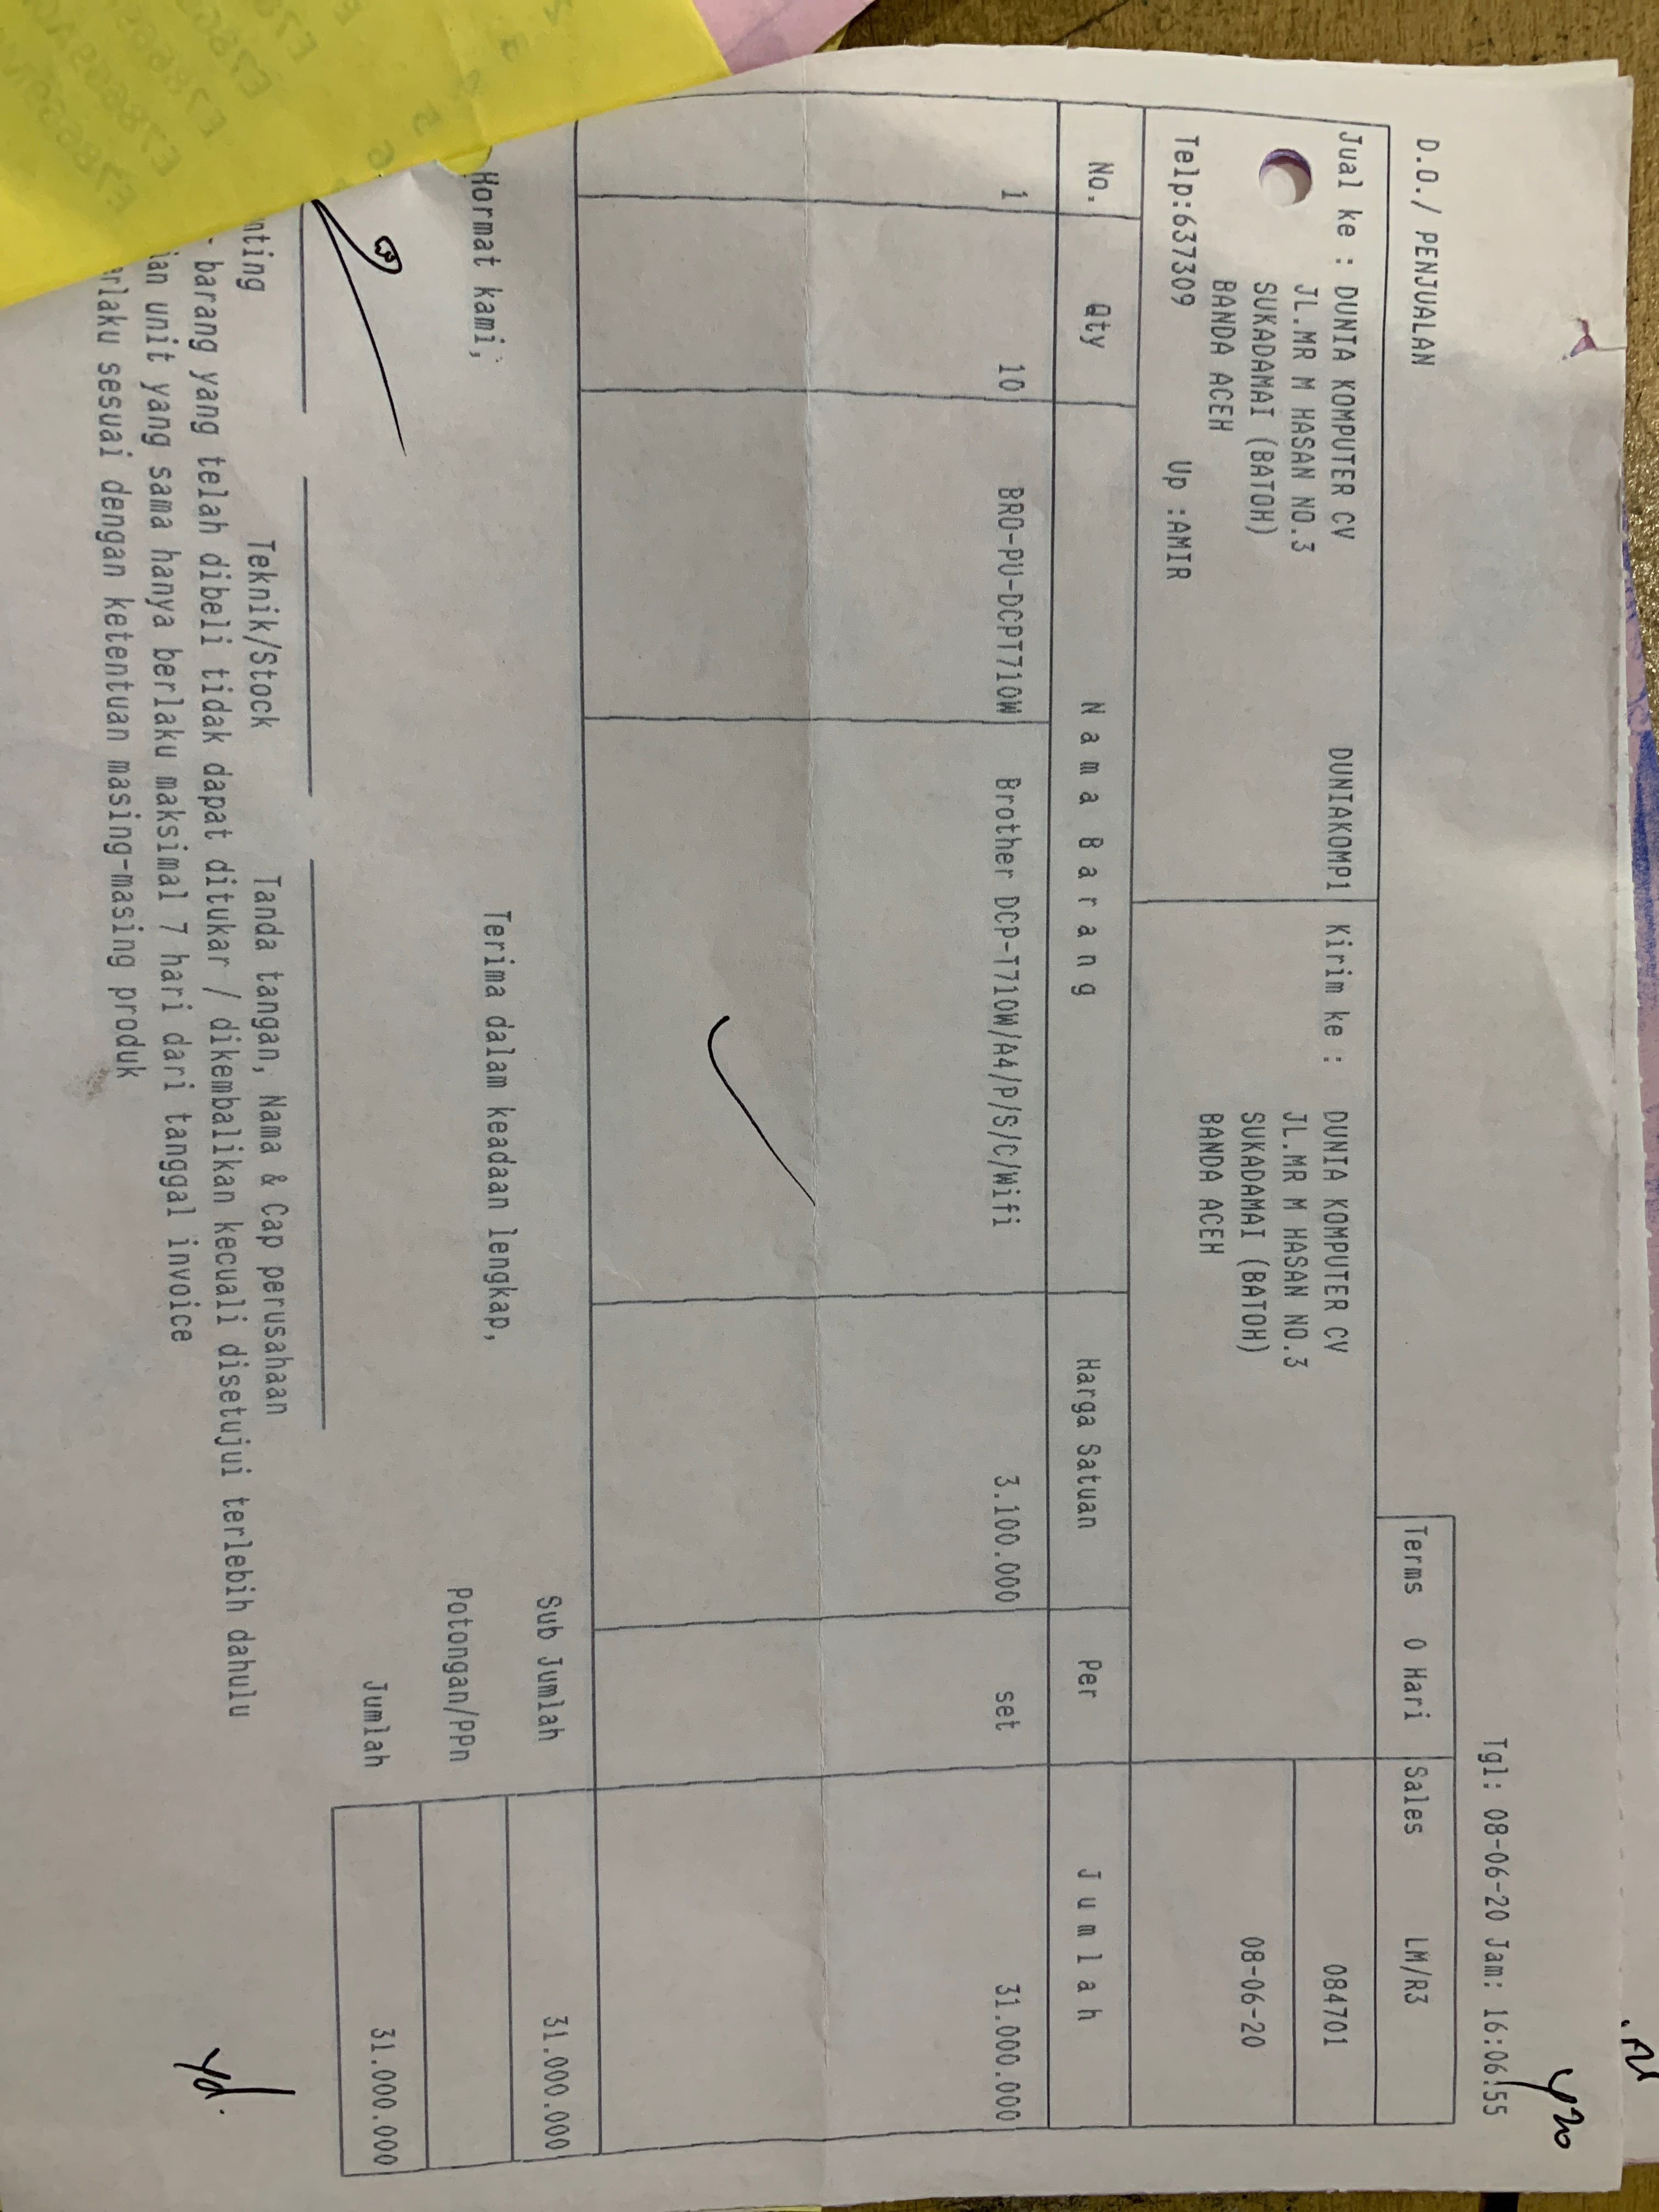 Tgl: 08-06-20 Jam: 16:06:55
D.O./ PENJUALAN
Terms 0 Hari Sales LM/R3
Jual ke : DUNIA KOMPUTER CV DUNIAKOMP1 Kirim ke : DUNIA KOMPUTER CV 084701
JL.MR M HASAN NO.3 JL.MR M HASAN NO.3
SUKADAMAI (BATOH) SUKADAMAI (BATOH) 08-06-20
BANDA ACEH BANDA ACEH
Telp:637309 Up :AMIR
No. Qty N a m a B a r a n g Harga Satuan Per J u m l a h
1 10 BRO-PU-DCPT710W Brother DCP-T710W/A4/P/S/C/Wifi 3.100.000 set 31.000.000
Sub Jumlah 31.000.000
Hormat kami, Terima dalam keadaan lengkap,
Potongan/PPn
Jumlah 31.000.000
nting Teknik/Stock Tanda tangan, Nama & Cap perusahaan
- barang yang telah dibeli tidak dapat ditukar / dikembalikan kecuali disetujui terlebih dahulu
ian unit yang sama hanya berlaku maksimal 7 hari dari tanggal invoice
erlaku sesuai dengan ketentuan masing-masing produk